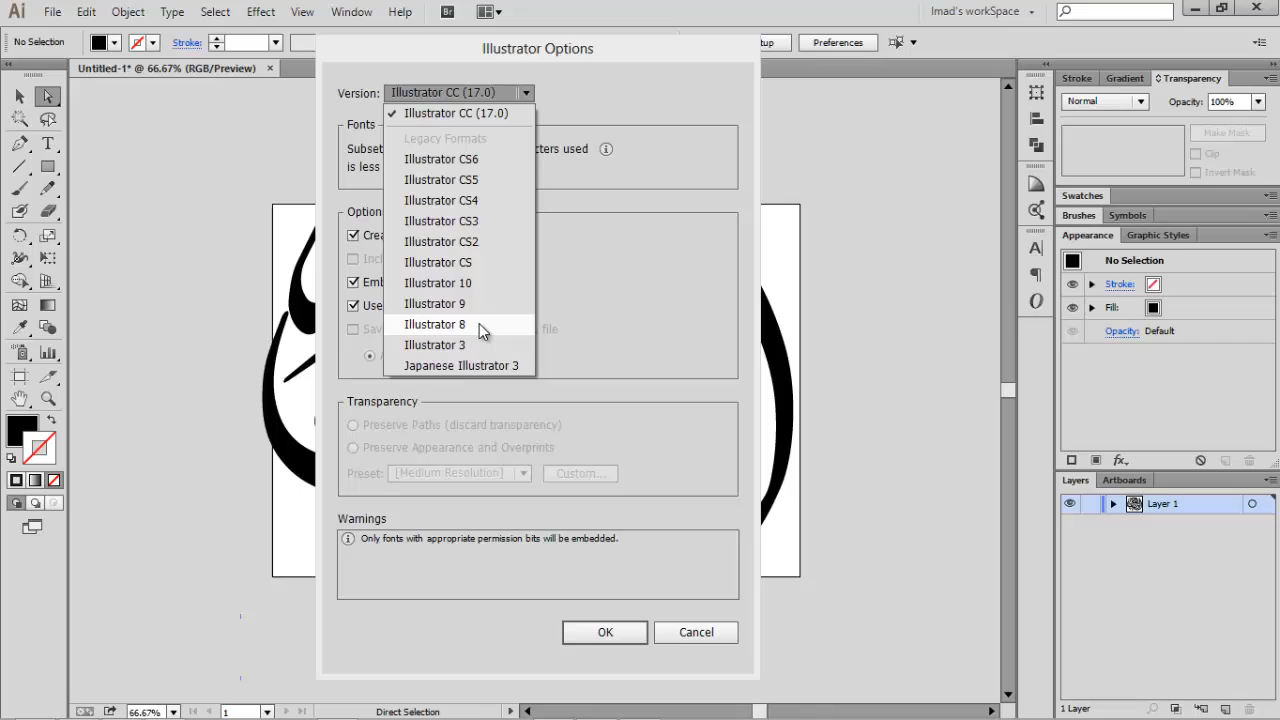 Ai File Edit Object Type Select Effect View Window Help Br Imad's workSpace
No Selection Stroke: Preferences
Illustrator Options
Untitled-1* @ 66.67% (RGB/Preview) ×
Version: Illustrator CC (17.0)
Illustrator CC (17.0)
Legacy Formats
Illustrator CS6
Illustrator CS5
Illustrator CS4
Illustrator CS3
Illustrator CS2
Illustrator CS
Illustrator 10
Illustrator 9
Illustrator 8
Illustrator 3
Japanese Illustrator 3
Fonts
Subse used
is less
Option
Crea
Emb
Use
file
Transparency
Preserve Paths (discard transparency)
Preserve Appearance and Overprints
Preset: [Medium Resolution] Custom...
Warnings
Only fonts with appropriate permission bits will be embedded.
OK Cancel
Stroke Gradient Transparency
Normal Opacity: 100%
Make Mask
Clip
Invert Mask
Swatches
Brushes Symbols
Appearance Graphic Styles
No Selection
Stroke:
Fill:
Opacity: Default
fx
Layers Artboards
Layer 1
1 Layer
66.67% 1 Direct Selection